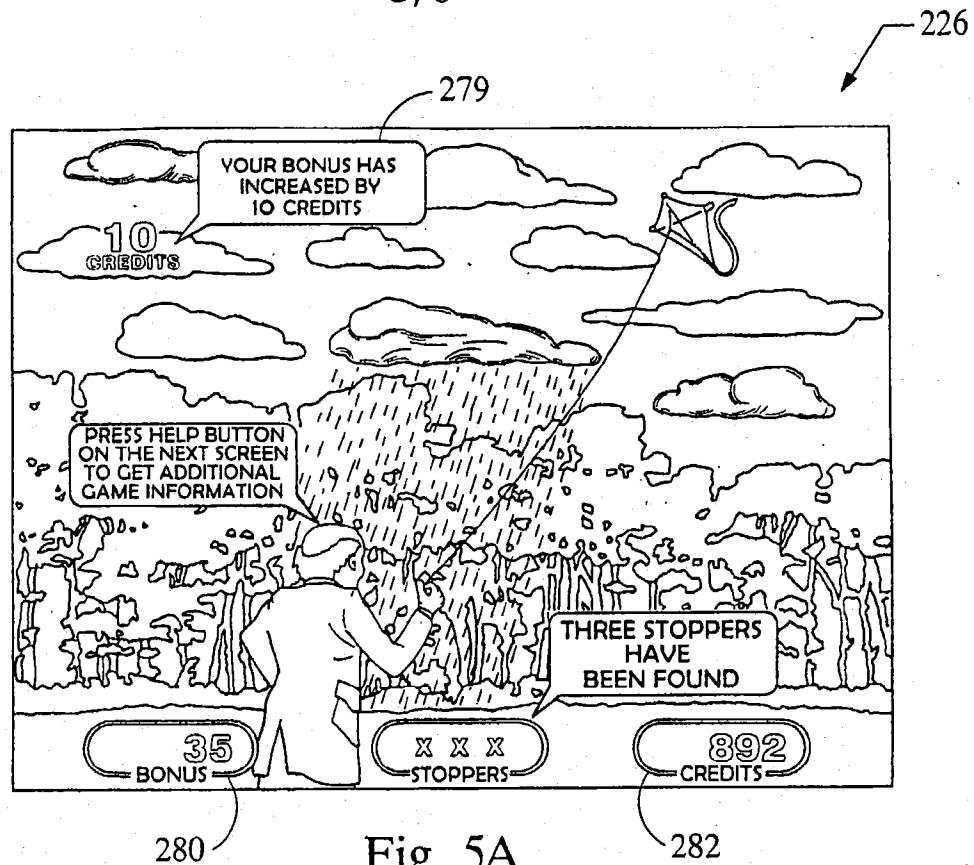 226
279
YOUR BONUS HAS
INCREASED BY
10 CREDITS
10
CREDITS
PRESS HELP BUTTON
ON THE NEXT SCREEN
TO GET ADDITIONAL
GAME INFORMATION
THREE STOPPERS
HAVE
BEEN FOUND
35
BONUS
X X X
STOPPERS
892
CREDITS
280
Fig. 5A
282